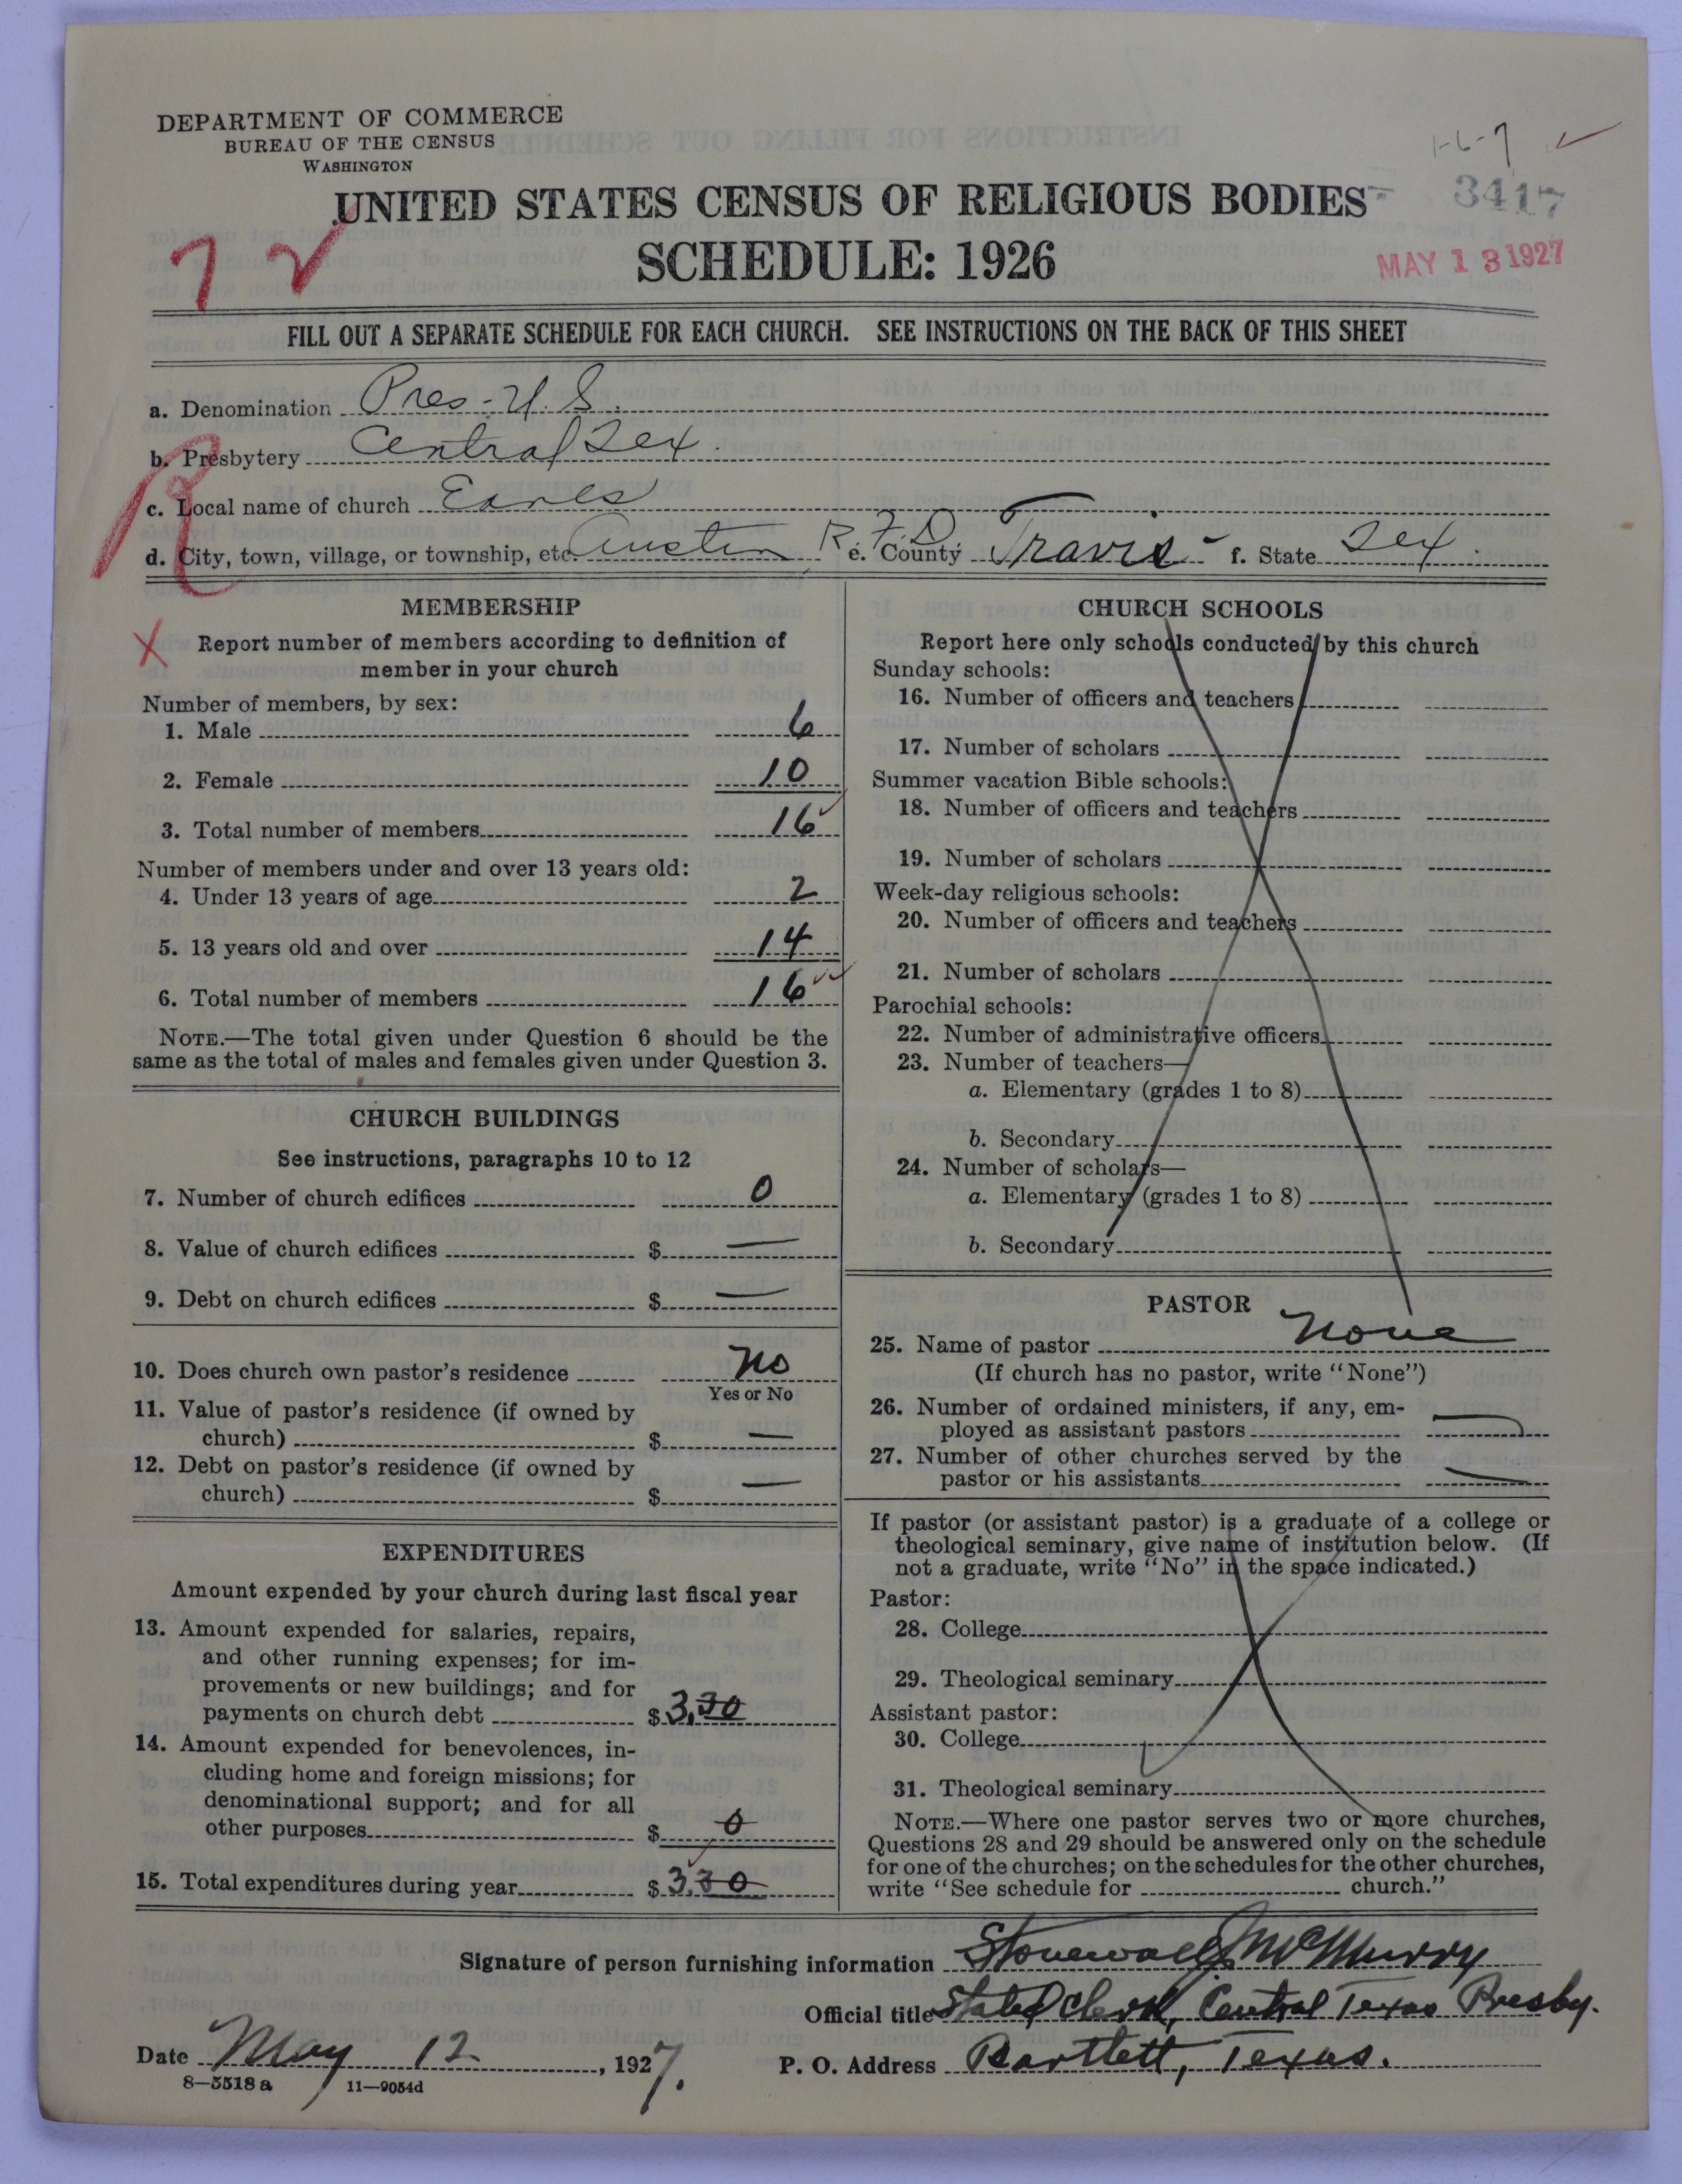 DEPARTMENT OF COMMERCE
BUREAU OF THE CENSUS
WASHINGTON
1-6-7
UNITED STATES CENSUS OF RELIGIOUS BODIES
3417
SCHEDULE: 1926
MAY 13 1927
7
FILL OUT A SEPARATE SCHEDULE FOR EACH CHURCH. SEE INSTRUCTIONS ON THE BACK OF THIS SHEET
a. Denomination Pres-U.S.
b. Presbytery Central Tex.
R
c. Local name of church Eanes
d. City, town, village, or township, etc. Austin R.F.D e. County Travis f. State Tex.
MEMBERSHIP
X Report number of members according to definition of
member in your church
Number of members, by sex:
1. Male 6
2. Female 10
3. Total number of members 16
Number of members under and over 13 years old:
4. Under 13 years of age 2
5. 13 years old and over 14
6. Total number of members 16
NOTE.—The total given under Question 6 should be the
same as the total of males and females given under Question 3.
CHURCH BUILDINGS
See instructions, paragraphs 10 to 12
7. Number of church edifices 0
8. Value of church edifices $ —
9. Debt on church edifices $ —
10. Does church own pastor's residence No
Yes or No
11. Value of pastor's residence (if owned by
church) $ —
12. Debt on pastor's residence (if owned by
church) $ —
EXPENDITURES
Amount expended by your church during last fiscal year
13. Amount expended for salaries, repairs,
and other running expenses; for im-
provements or new buildings; and for
payments on church debt $
14. Amount expended for benevolences, in-
cluding home and foreign missions; for
denominational support; and for all
other purposes $ 0
15. Total expenditures during year $
CHURCH SCHOOLS
Report here only schools conducted by this church
Sunday schools:
16. Number of officers and teachers
17. Number of scholars
Summer vacation Bible schools:
18. Number of officers and teachers
19. Number of scholars
Week-day religious schools:
20. Number of officers and teachers
21. Number of scholars
Parochial schools:
22. Number of administrative officers
23. Number of teachers—
a. Elementary (grades 1 to 8)
b. Secondary
24. Number of scholars—
a. Elementary (grades 1 to 8)
b. Secondary
PASTOR
25. Name of pastor None
(If church has no pastor, write "None")
26. Number of ordained ministers, if any, em-
ployed as assistant pastors —
27. Number of other churches served by the
pastor or his assistants —
If pastor (or assistant pastor) is a graduate of a college or
theological seminary, give name of institution below. (If
not a graduate, write "No" in the space indicated.)
Pastor:
28. College
29. Theological seminary
Assistant pastor:
30. College
31. Theological seminary
NOTE.—Where one pastor serves two or more churches,
Questions 28 and 29 should be answered only on the schedule
for one of the churches; on the schedules for the other churches,
write "See schedule for church."
Signature of person furnishing information Stonewall J. McMurry
Official title Stated Clerk, Central Texas Presby.
Date May 12, 1927. P. O. Address Bartlett, Texas.
8—5518 a 11—9054d